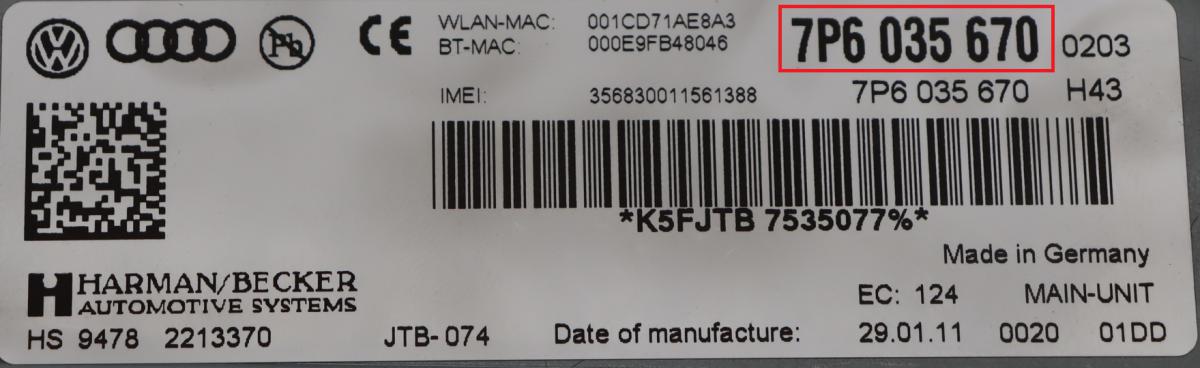 WLAN-MAC: 001CD71AE8A3
BT-MAC: 000E9FB48046
7P6 035 670 0203
IMEI: 356830011561388
7P6 035 670 H43
Pb
CE
*K5FJTB 7535077%*
Made in Germany
HARMAN/BECKER
AUTOMOTIVE SYSTEMS
EC: 124 MAIN-UNIT
HS 9478 2213370 JTB-074 Date of manufacture: 29.01.11 0020 01DD